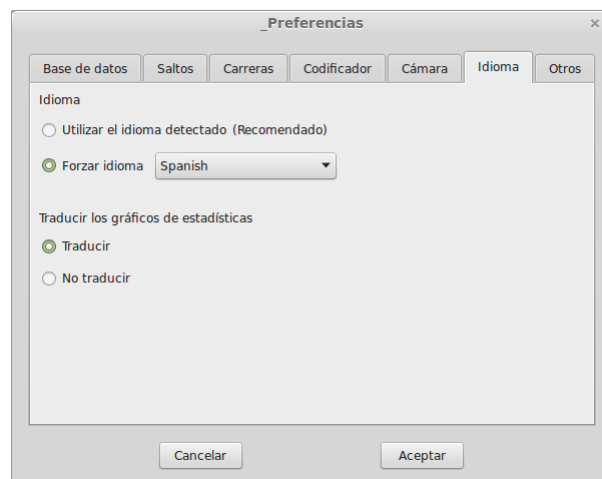 _Preferencias
Base de datos Saltos Carreras Codificador Cámara Idioma Otros
Idioma
Utilizar el idioma detectado (Recomendado)
Forzar idioma Spanish
Traducir los gráficos de estadísticas
Traducir
No traducir
Cancelar Aceptar